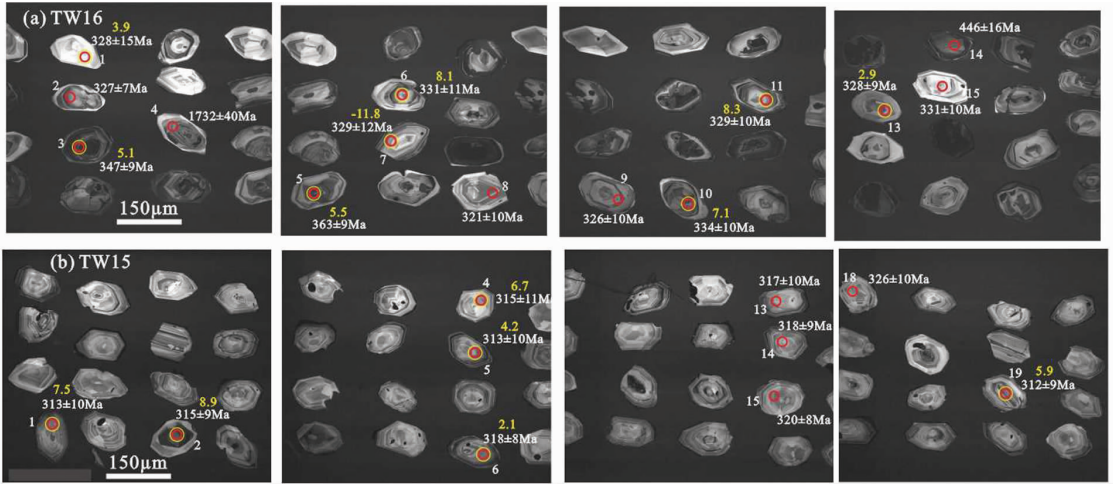 (a) TW16
3.9
328±15Ma
1
327±7Ma
2
4
1732±40Ma
3
5.1
347±9Ma
150μm
6
8.1
331±11Ma
-11.8
329±12Ma
7
5
5.5
363±9Ma
8
321±10Ma
11
8.3
329±10Ma
9
326±10Ma
10
7.1
334±10Ma
446±16Ma
14
2.9
328±9Ma
13
15
331±10Ma
(b) TW15
7.5
313±10Ma
1
8.9
315±9Ma
2
150μm
4
6.7
315±11Ma
4.2
313±10Ma
5
2.1
318±8Ma
6
317±10Ma
13
318±9Ma
14
15
320±8Ma
18
326±10Ma
19
5.9
312±9Ma